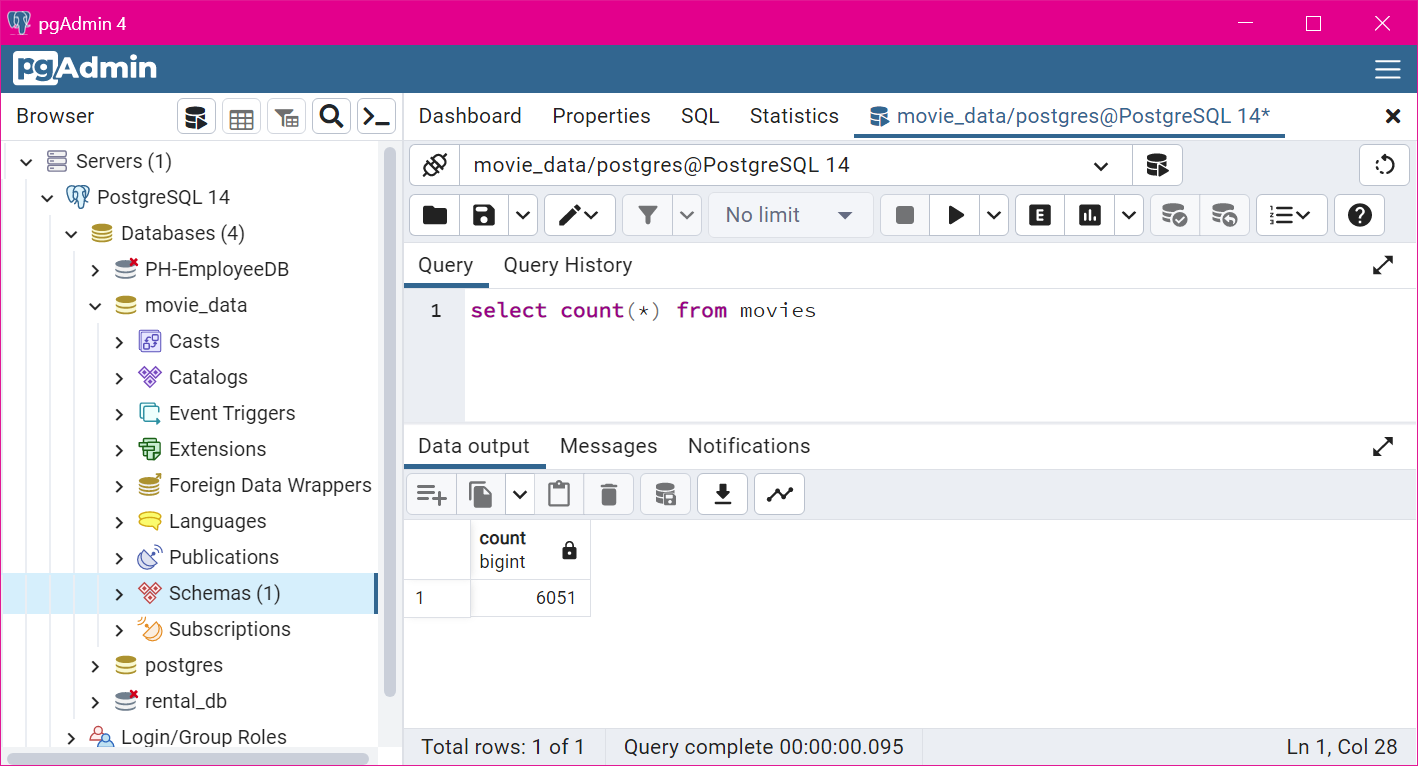 pgAdmin 4
pgAdmin
Browser
Dashboard Properties SQL Statistics movie_data/postgres@PostgreSQL 14*
Servers (1)
PostgreSQL 14
Databases (4)
PH-EmployeeDB
movie_data
Casts
Catalogs
Event Triggers
Extensions
Foreign Data Wrappers
Languages
Publications
Schemas (1)
Subscriptions
postgres
rental_db
Login/Group Roles
movie_data/postgres@PostgreSQL 14
No limit
E
Query Query History
1 select count(*) from movies
Data output Messages Notifications
count
bigint
1 6051
Total rows: 1 of 1 Query complete 00:00:00.095 Ln 1, Col 28